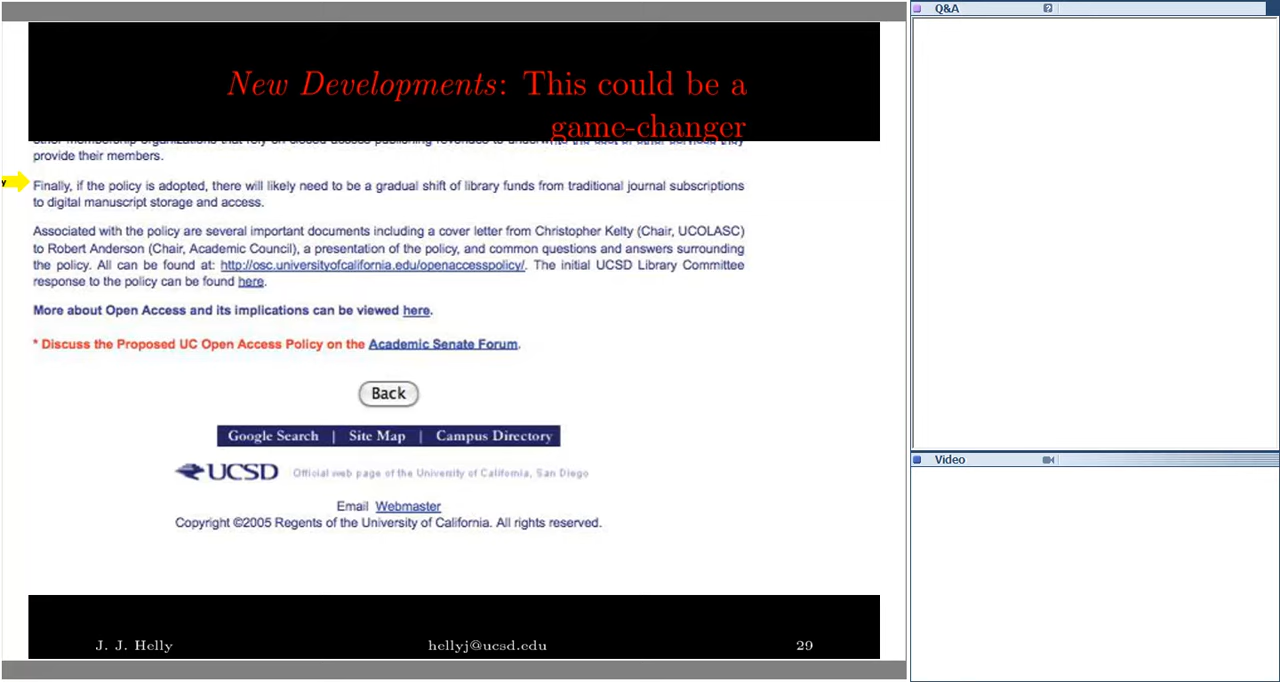 Q&A
New Developments: This could be a
game-changer
provide their members.
y
Finally, if the policy is adopted, there will likely need to be a gradual shift of library funds from traditional journal subscriptions
to digital manuscript storage and access.
Associated with the policy are several important documents including a cover letter from Christopher Kelty (Chair, UCOLASC)
to Robert Anderson (Chair, Academic Council), a presentation of the policy, and common questions and answers surrounding
the policy. All can be found at: http://osc.universityofcalifornia.edu/openaccesspolicy/. The initial UCSD Library Committee
response to the policy can be found here.
More about Open Access and its implications can be viewed here.
* Discuss the Proposed UC Open Access Policy on the Academic Senate Forum.
Back
Google Search | Site Map | Campus Directory
UCSD Official web page of the University of California, San Diego
Email Webmaster
Copyright ©2005 Regents of the University of California. All rights reserved.
J. J. Helly hellyj@ucsd.edu 29
Video